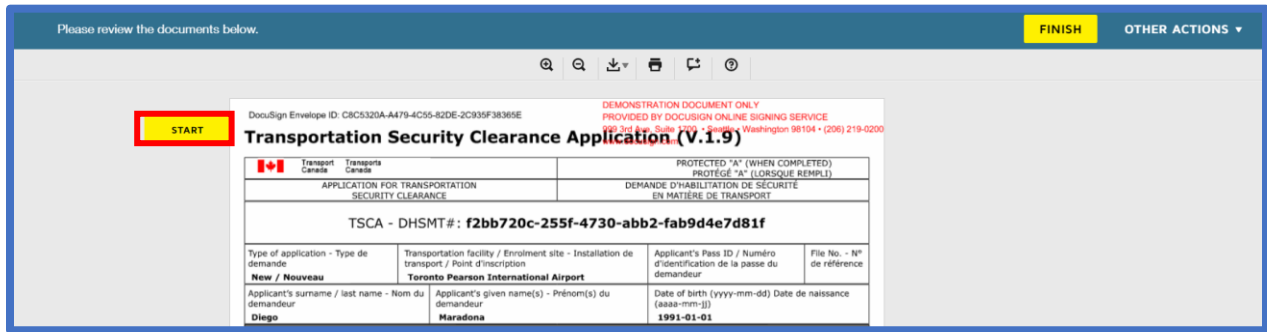 Please review the documents below.
FINISH
OTHER ACTIONS
START
DocuSign Envelope ID: C8C5320A-A479-4C55-82DE-2C935F38365E
DEMONSTRATION DOCUMENT ONLY
PROVIDED BY DOCUSIGN ONLINE SIGNING SERVICE
999 3rd Ave, Suite 1700 • Seattle • Washington 98104 • (206) 219-0200
Transportation Security Clearance Application (V.1.9)
Transport Canada
Transports Canada
PROTECTED "A" (WHEN COMPLETED)
PROTÉGÉ "A" (LORSQUE REMPLI)
APPLICATION FOR TRANSPORTATION
SECURITY CLEARANCE
DEMANDE D'HABILITATION DE SÉCURITÉ
EN MATIÈRE DE TRANSPORT
TSCA - DHSMT#: f2bb720c-255f-4730-abb2-fab9d4e7d81f
Type of application - Type de
demande
New / Nouveau
Transportation facility / Enrolment site - Installation de
transport / Point d'inscription
Toronto Pearson International Airport
Applicant's Pass ID / Numéro
d'identification de la passe du
demandeur
File No. - N°
de référence
Applicant's surname / last name - Nom du
demandeur
Diego
Applicant's given name(s) - Prénom(s) du
demandeur
Maradona
Date of birth (yyyy-mm-dd) Date de naissance
(aaaa-mm-jj)
1991-01-01